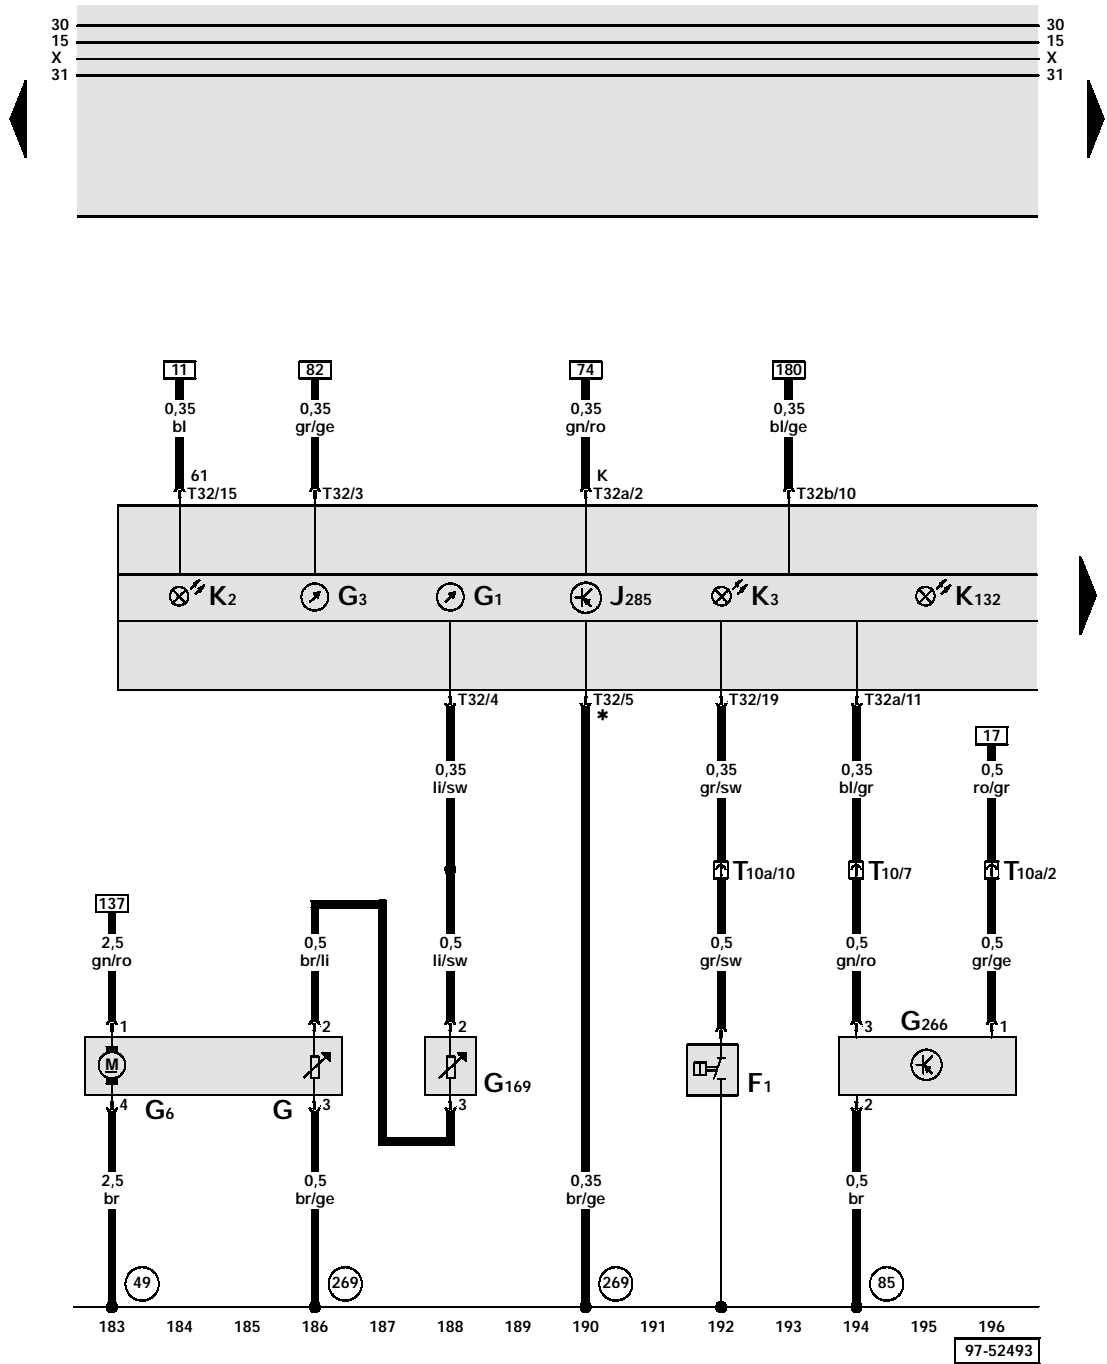 30 30
15 15
X X
31 31
11 82 74 180
0,35 0,35 0,35 0,35
bl gr/ge gn/ro bl/ge
61 K
T32/15 T32/3 T32a/2 T32b/10
K2 G3 G1 J285 K3 K132
T32/4 T32/5 T32/19 T32a/11
*
17
0,35 0,35 0,35 0,5
li/sw gr/sw bl/gr ro/gr
T10a/10 T10/7 T10a/2
137
2,5 0,5 0,5 0,5 0,5 0,5
gn/ro br/li li/sw gr/sw gn/ro gr/ge
1 2 2 3 G266 1
M
G169 F1
4 G6 G 3 3 2
2,5 0,5 0,35 0,5
br br/ge br/ge br
49 269 269 85
183 184 185 186 187 188 189 190 191 192 193 194 195 196
97-52493